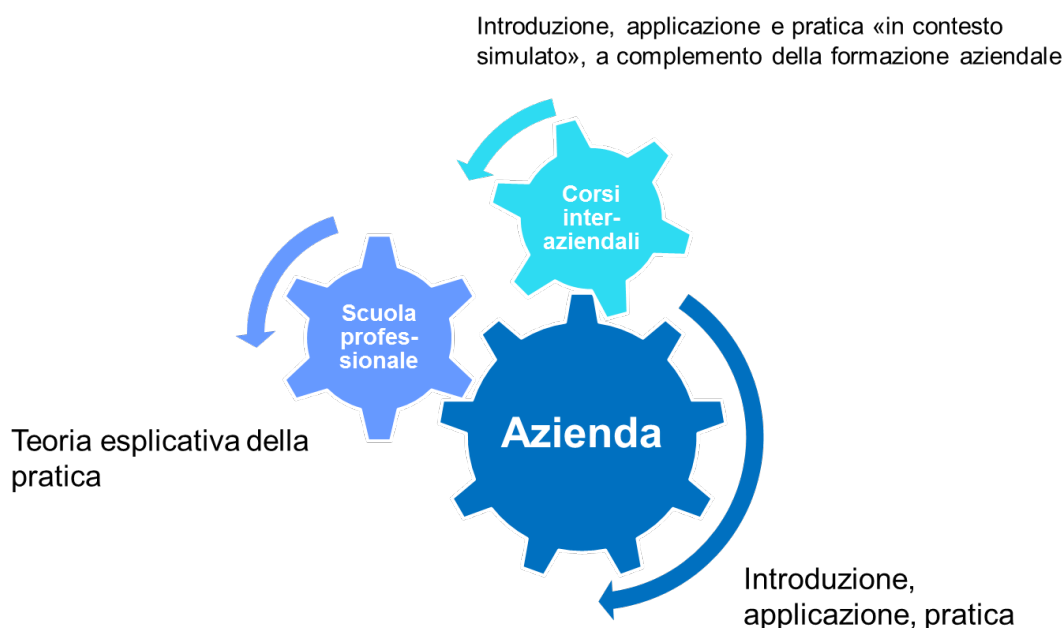 Introduzione, applicazione e pratica «in contesto
simulato», a complemento della formazione aziendale
Corsi
inter-
aziendali
Scuola
profes-
sionale
Azienda
Teoria esplicativa della
pratica
Introduzione,
applicazione, pratica